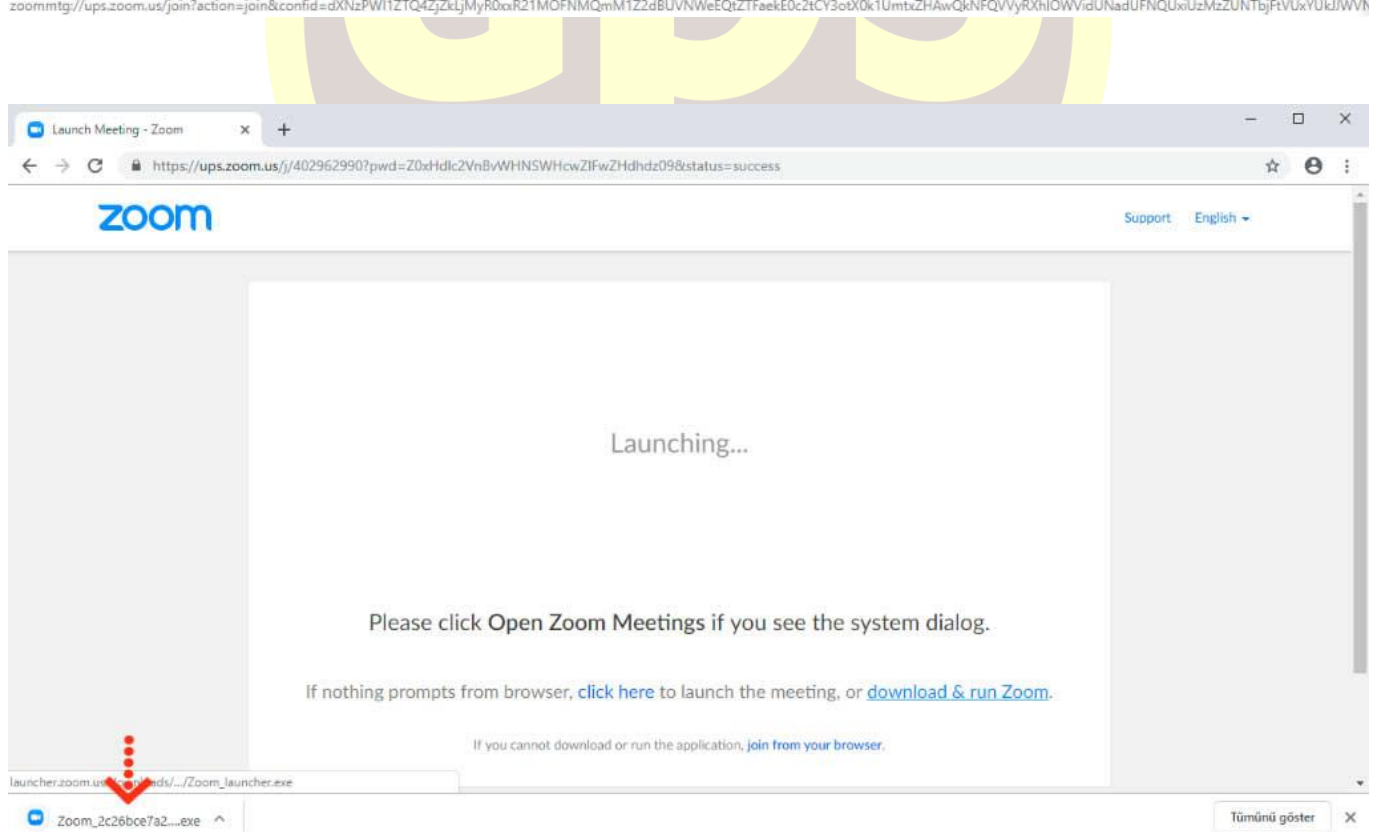 Launch Meeting - Zoom
https://ups.zoom.us/j/402962990?pwd=Z0xHdlc2VnBvWHNSWHcwZlFwZHdhdz09&status=success
zoom
Support English
Launching...
Please click Open Zoom Meetings if you see the system dialog.
If nothing prompts from browser, click here to launch the meeting, or download & run Zoom.
If you cannot download or run the application, join from your browser.
Zoom_2c26bce7a2....exe
Tümünü göster